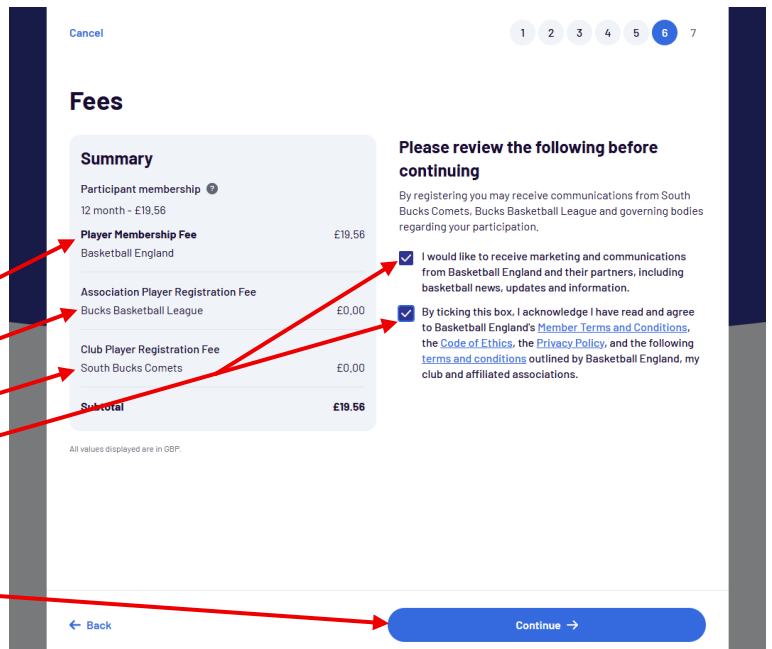 Cancel
1 2 3 4 5 6 7
Fees
Summary
Participant membership ?
12 month - £19.56
Player Membership Fee £19.56
Basketball England
Association Player Registration Fee
Bucks Basketball League £0.00
Club Player Registration Fee
South Bucks Comets £0.00
Subtotal £19.56
All values displayed are in GBP.
Please review the following before
continuing
By registering you may receive communications from South
Bucks Comets, Bucks Basketball League and governing bodies
regarding your participation.
I would like to receive marketing and communications
from Basketball England and their partners, including
basketball news, updates and information.
By ticking this box, I acknowledge I have read and agree
to Basketball England's Member Terms and Conditions,
the Code of Ethics, the Privacy Policy, and the following
terms and conditions outlined by Basketball England, my
club and affiliated associations.
← Back
Continue →